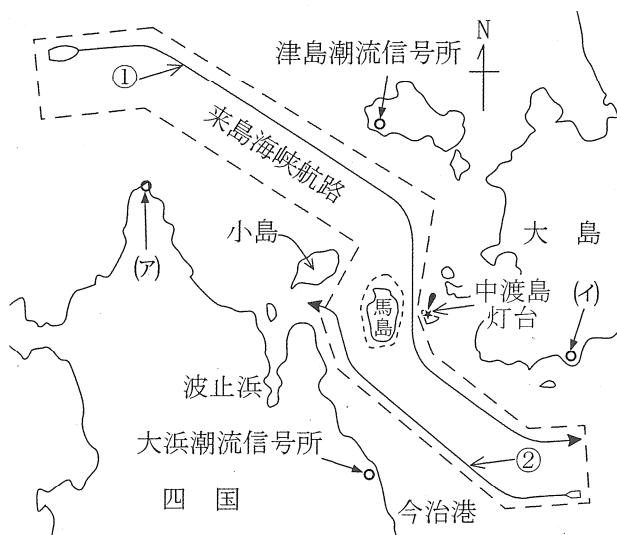 津島潮流信号所
N
①
来島海峡航路
大島
小島
(ア)
馬島
中渡島
灯台
(イ)
波止浜
大浜潮流信号所
②
四国
今治港